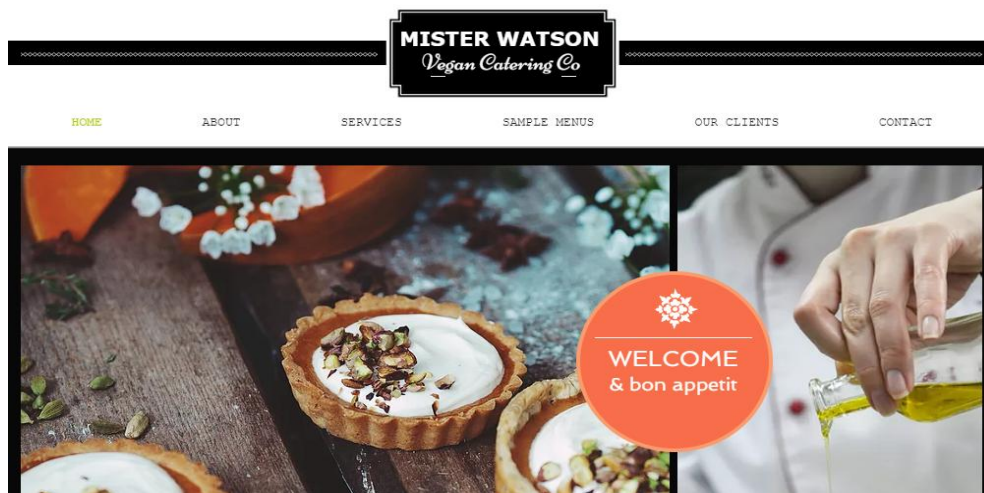 MISTER WATSON
Vegan Catering Co
HOME ABOUT SERVICES SAMPLE MENUS OUR CLIENTS CONTACT
WELCOME
& bon appetit